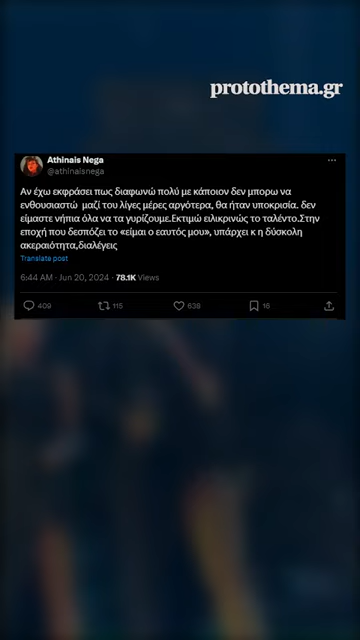 protothema.gr
Athinais Nega
@athinaisnega
Αν έχω εκφράσει πως διαφωνώ πολύ με κάποιον δεν μπορω να
ενθουσιαστώ μαζί του λίγες μέρες αργότερα, θα ήταν υποκρισία. δεν
είμαστε νήπια όλα να τα γυρίζουμε.Εκτιμώ ειλικρινώς το ταλέντο.Στην
εποχή που δεσπόζει το «είμαι ο εαυτός μου», υπάρχει κ η δύσκολη
ακεραιότητα,διαλέγεις
Translate post
6:44 AM · Jun 20, 2024 · 78.1K Views
409 115 638 16